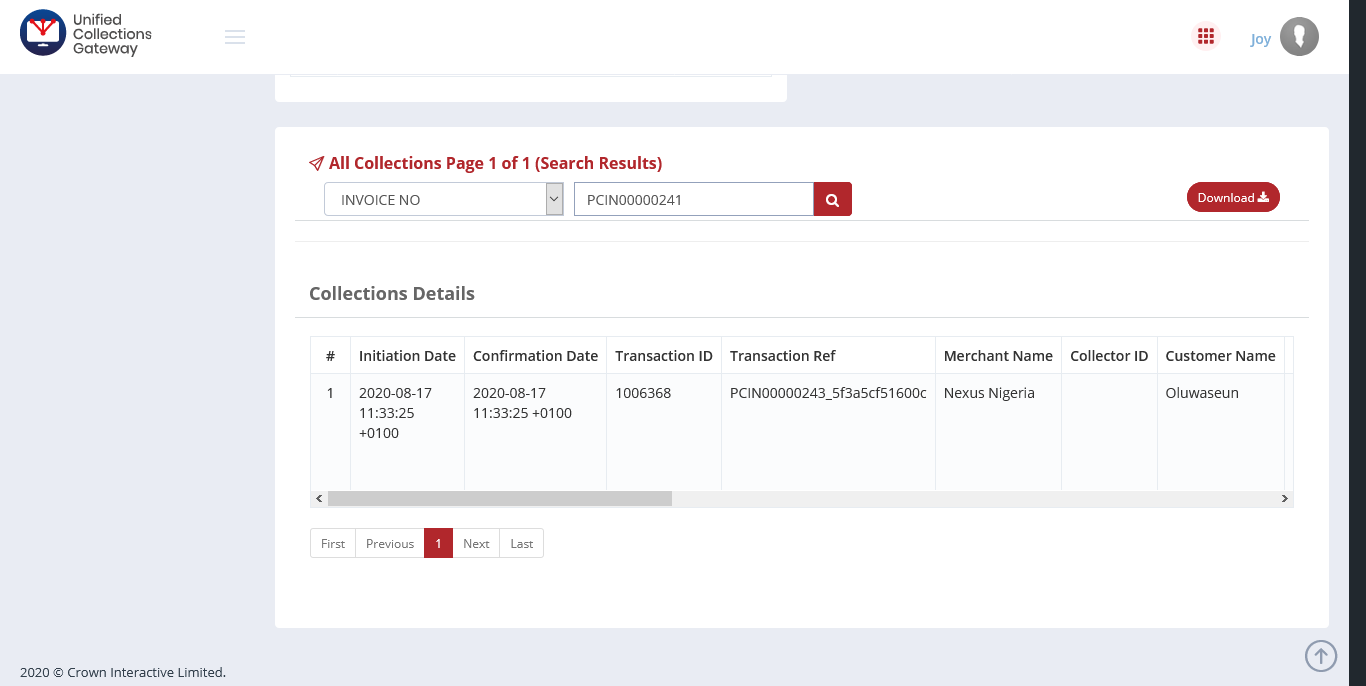 Unified
Collections
Gateway
Joy
All Collections Page 1 of 1 (Search Results)
INVOICE NO
PCIN00000241
Download
Collections Details
# Initiation Date Confirmation Date Transaction ID Transaction Ref Merchant Name Collector ID Customer Name
1 2020-08-17 2020-08-17 1006368 PCIN00000243_5f3a5cf51600c Nexus Nigeria Oluwaseun
11:33:25 11:33:25 +0100
+0100
First Previous 1 Next Last
2020 © Crown Interactive Limited.